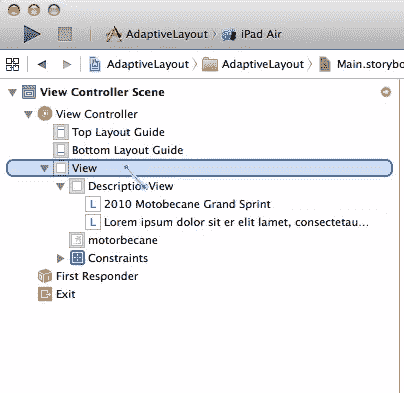 AdaptiveLayout iPad Air
AdaptiveLayout AdaptiveLayout Main.storybo
View Controller Scene
View Controller
Top Layout Guide
Bottom Layout Guide
View
Description View
L 2010 Motobecane Grand Sprint
L Lorem ipsum dolor sit er elit lamet, consectetau...
motorbecane
Constraints
First Responder
Exit